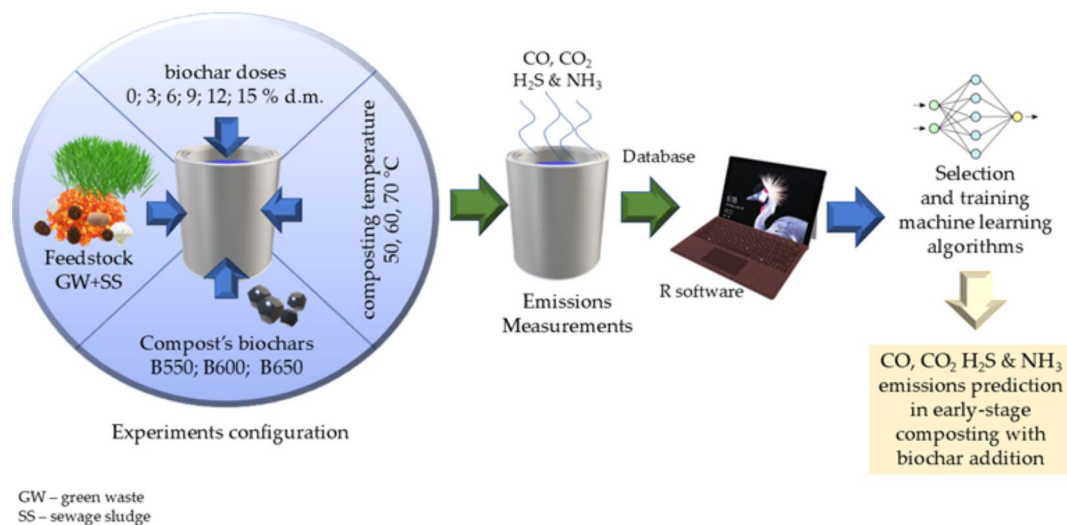 biochar doses
0; 3; 6; 9; 12; 15 % d.m.
composting temperature
50, 60, 70 °C
Feedstock
GW+SS
Compost's biochars
B550; B600; B650
Experiments configuration
CO, CO₂
H₂S & NH₃
Emissions
Measurements
Database
R software
Selection
and training
machine learning
algorithms
CO, CO₂ H₂S & NH₃
emissions prediction
in early-stage
composting with
biochar addition
GW – green waste
SS – sewage sludge